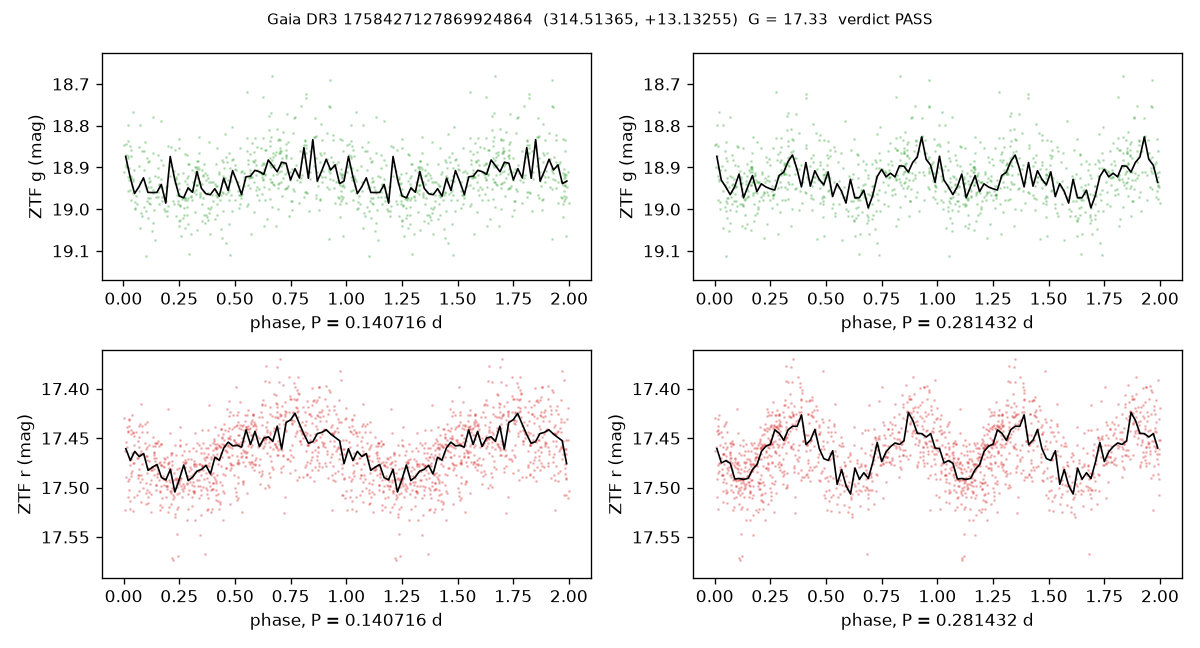 Gaia DR3 1758427127869924864  (314.51365, +13.13255)  G = 17.33  verdict PASS
ZTF g (mag)
18.7
18.8
18.9
19.0
19.1
0.00 0.25 0.50 0.75 1.00 1.25 1.50 1.75 2.00
phase, P = 0.140716 d
ZTF g (mag)
18.7
18.8
18.9
19.0
19.1
0.00 0.25 0.50 0.75 1.00 1.25 1.50 1.75 2.00
phase, P = 0.281432 d
ZTF r (mag)
17.40
17.45
17.50
17.55
0.00 0.25 0.50 0.75 1.00 1.25 1.50 1.75 2.00
phase, P = 0.140716 d
ZTF r (mag)
17.40
17.45
17.50
17.55
0.00 0.25 0.50 0.75 1.00 1.25 1.50 1.75 2.00
phase, P = 0.281432 d